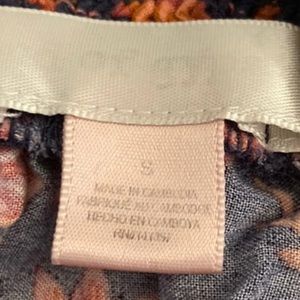 S
MADE IN CAMBODIA
FABRIQUÉ AU CAMBODGE
HECHO EN CAMBOYA